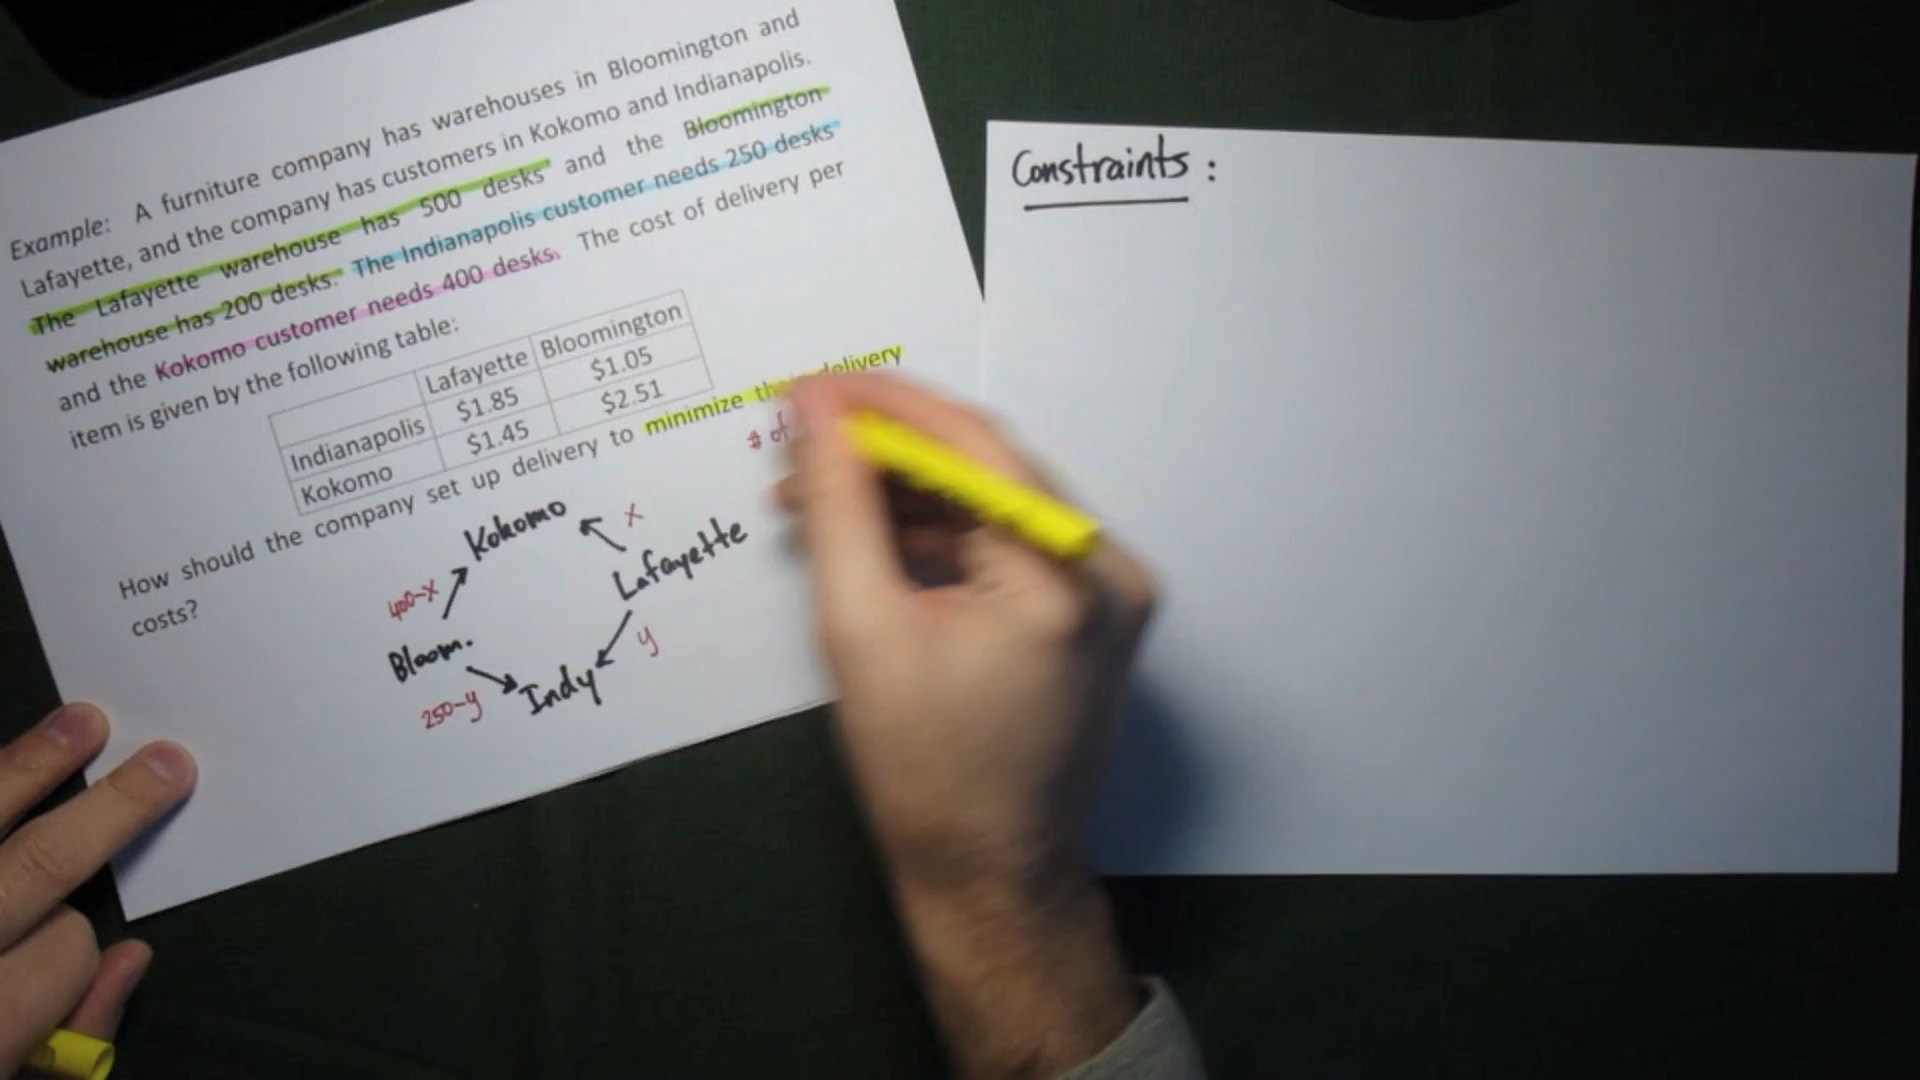 Example: A furniture company has warehouses in Bloomington and
Lafayette, and the company has customers in Kokomo and Indianapolis.
The Lafayette warehouse has 500 desks and the Bloomington
warehouse has 200 desks. The Indianapolis customer needs 250 desks
and the Kokomo customer needs 400 desks. The cost of delivery per
item is given by the following table:
Lafayette Bloomington
Indianapolis $1.85 $1.05
Kokomo $1.45 $2.51
How should the company set up delivery to minimize their delivery
costs?
# of
Kokomo
x
Lafayette
400-x
Bloom.
y
250-y
Indy
Constraints: